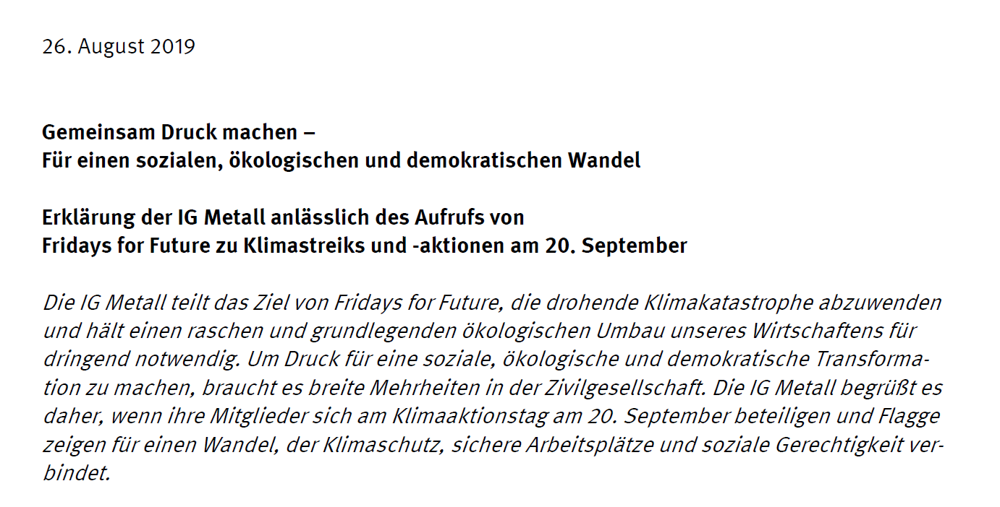 26. August 2019
Gemeinsam Druck machen –
Für einen sozialen, ökologischen und demokratischen Wandel
Erklärung der IG Metall anlässlich des Aufrufs von
Fridays for Future zu Klimastreiks und -aktionen am 20. September
Die IG Metall teilt das Ziel von Fridays for Future, die drohende Klimakatastrophe abzuwenden
und hält einen raschen und grundlegenden ökologischen Umbau unseres Wirtschaftens für
dringend notwendig. Um Druck für eine soziale, ökologische und demokratische Transforma-
tion zu machen, braucht es breite Mehrheiten in der Zivilgesellschaft. Die IG Metall begrüßt es
daher, wenn ihre Mitglieder sich am Klimaaktionstag am 20. September beteiligen und Flagge
zeigen für einen Wandel, der Klimaschutz, sichere Arbeitsplätze und soziale Gerechtigkeit ver-
bindet.